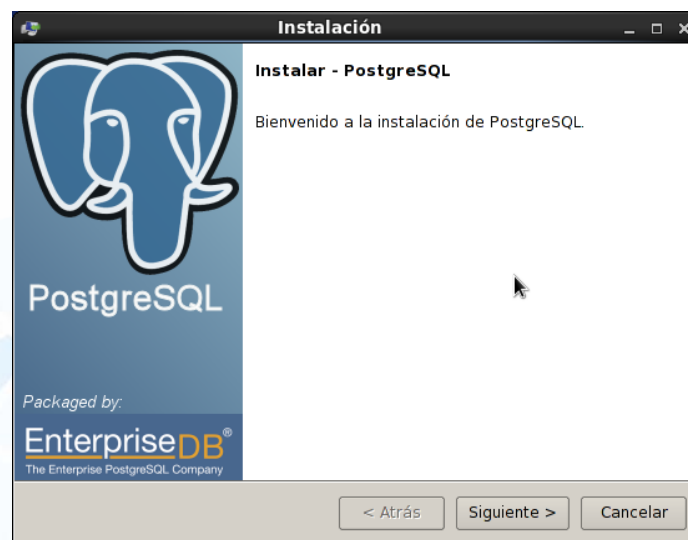 Instalación
Instalar - PostgreSQL
Bienvenido a la instalación de PostgreSQL.
PostgreSQL
Packaged by:
EnterpriseDB®
The Enterprise PostgreSQL Company
< Atrás
Siguiente >
Cancelar